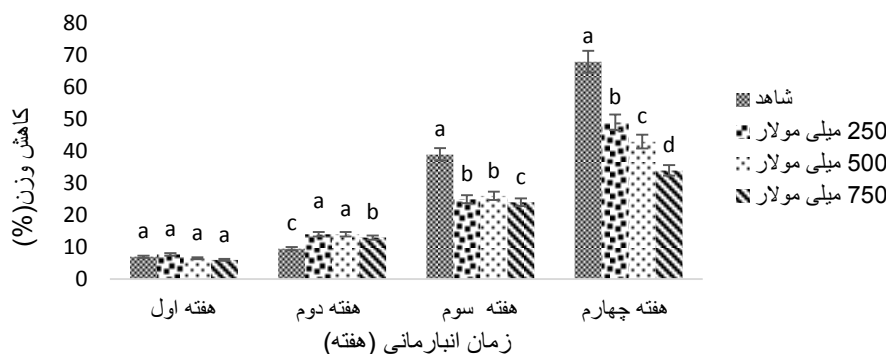 80
70
60
50
40
30
20
10
0
کاهش وزن(%)
a a a a
c a a b
a b b c
a b c d
هفته اول
هفته دوم
هفته سوم
هفته چهارم
زمان انبارمانی (هفته)
شاهد
250 میلی مولار
500 میلی مولار
750 میلی مولار